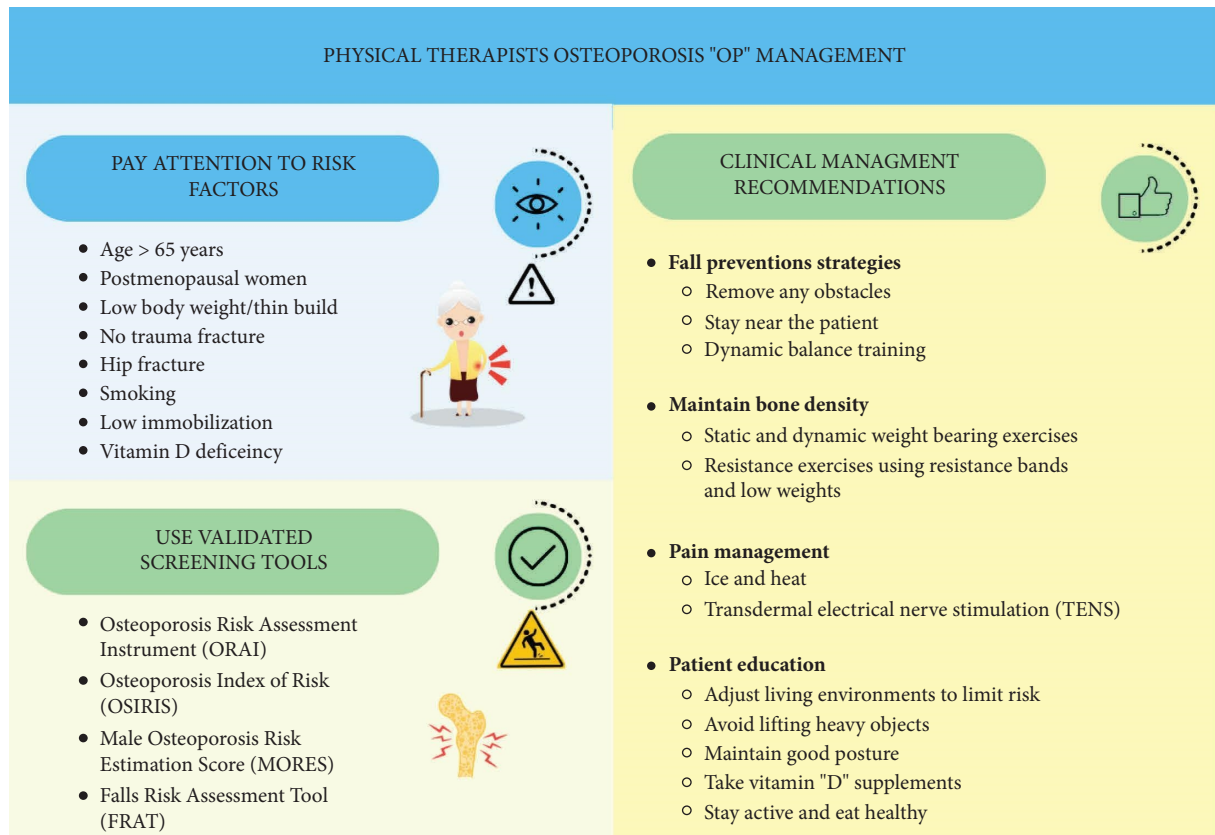 PHYSICAL THERAPISTS OSTEOPOROSIS "OP" MANAGEMENT
PAY ATTENTION TO RISK
FACTORS
• Age > 65 years
• Postmenopausal women
• Low body weight/thin build
• No trauma fracture
• Hip fracture
• Smoking
• Low immobilization
• Vitamin D deficeincy
USE VALIDATED
SCREENING TOOLS
• Osteoporosis Risk Assessment
Instrument (ORAI)
• Osteoporosis Index of Risk
(OSIRIS)
• Male Osteoporosis Risk
Estimation Score (MORES)
• Falls Risk Assessment Tool
(FRAT)
CLINICAL MANAGMENT
RECOMMENDATIONS
• Fall preventions strategies
○ Remove any obstacles
○ Stay near the patient
○ Dynamic balance training
• Maintain bone density
○ Static and dynamic weight bearing exercises
○ Resistance exercises using resistance bands
and low weights
• Pain management
○ Ice and heat
○ Transdermal electrical nerve stimulation (TENS)
• Patient education
○ Adjust living environments to limit risk
○ Avoid lifting heavy objects
○ Maintain good posture
○ Take vitamin "D" supplements
○ Stay active and eat healthy